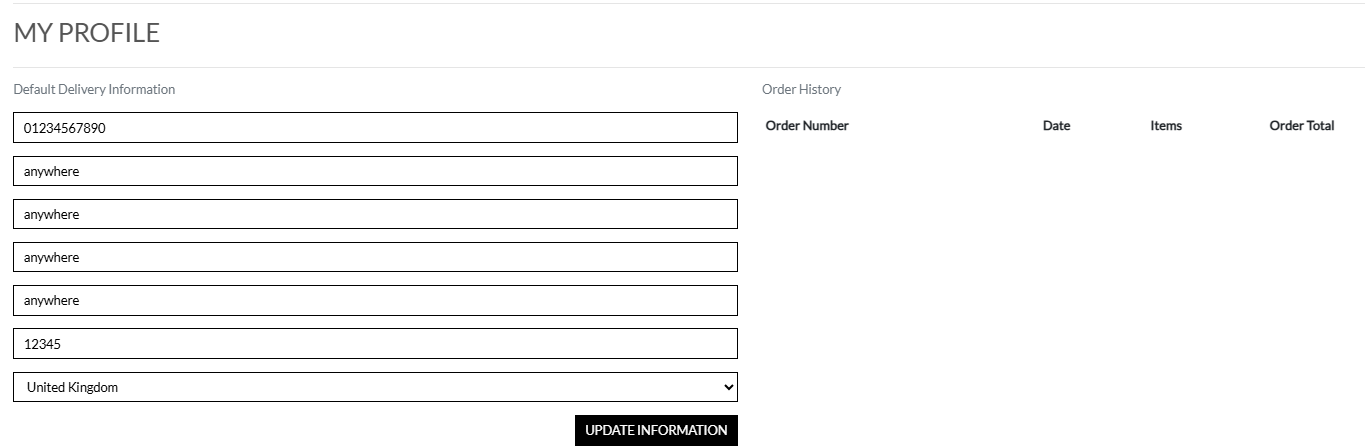 MY PROFILE
Default Delivery Information
01234567890
anywhere
anywhere
anywhere
anywhere
12345
United Kingdom
UPDATE INFORMATION
Order History
Order Number Date Items Order Total